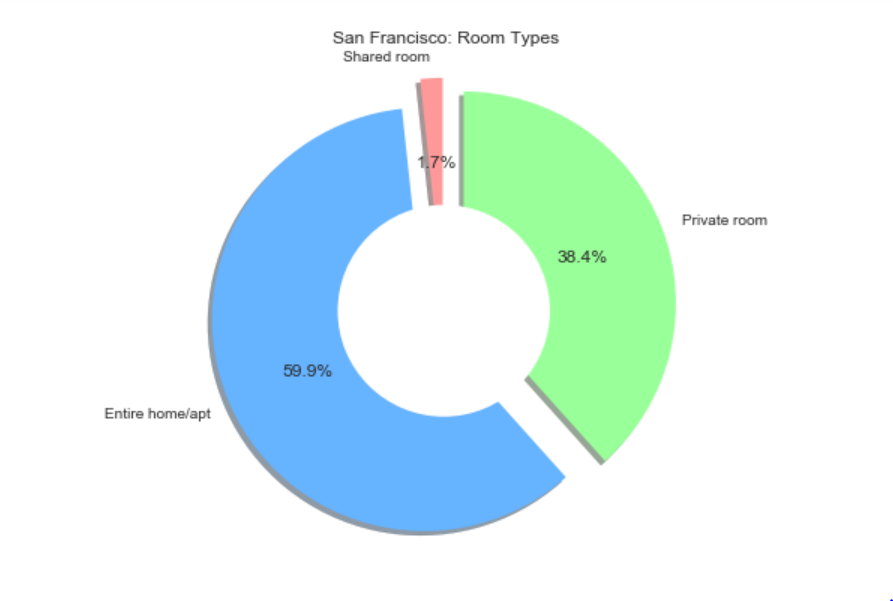 San Francisco: Room Types
Shared room
1.7%
Private room
38.4%
59.9%
Entire home/apt